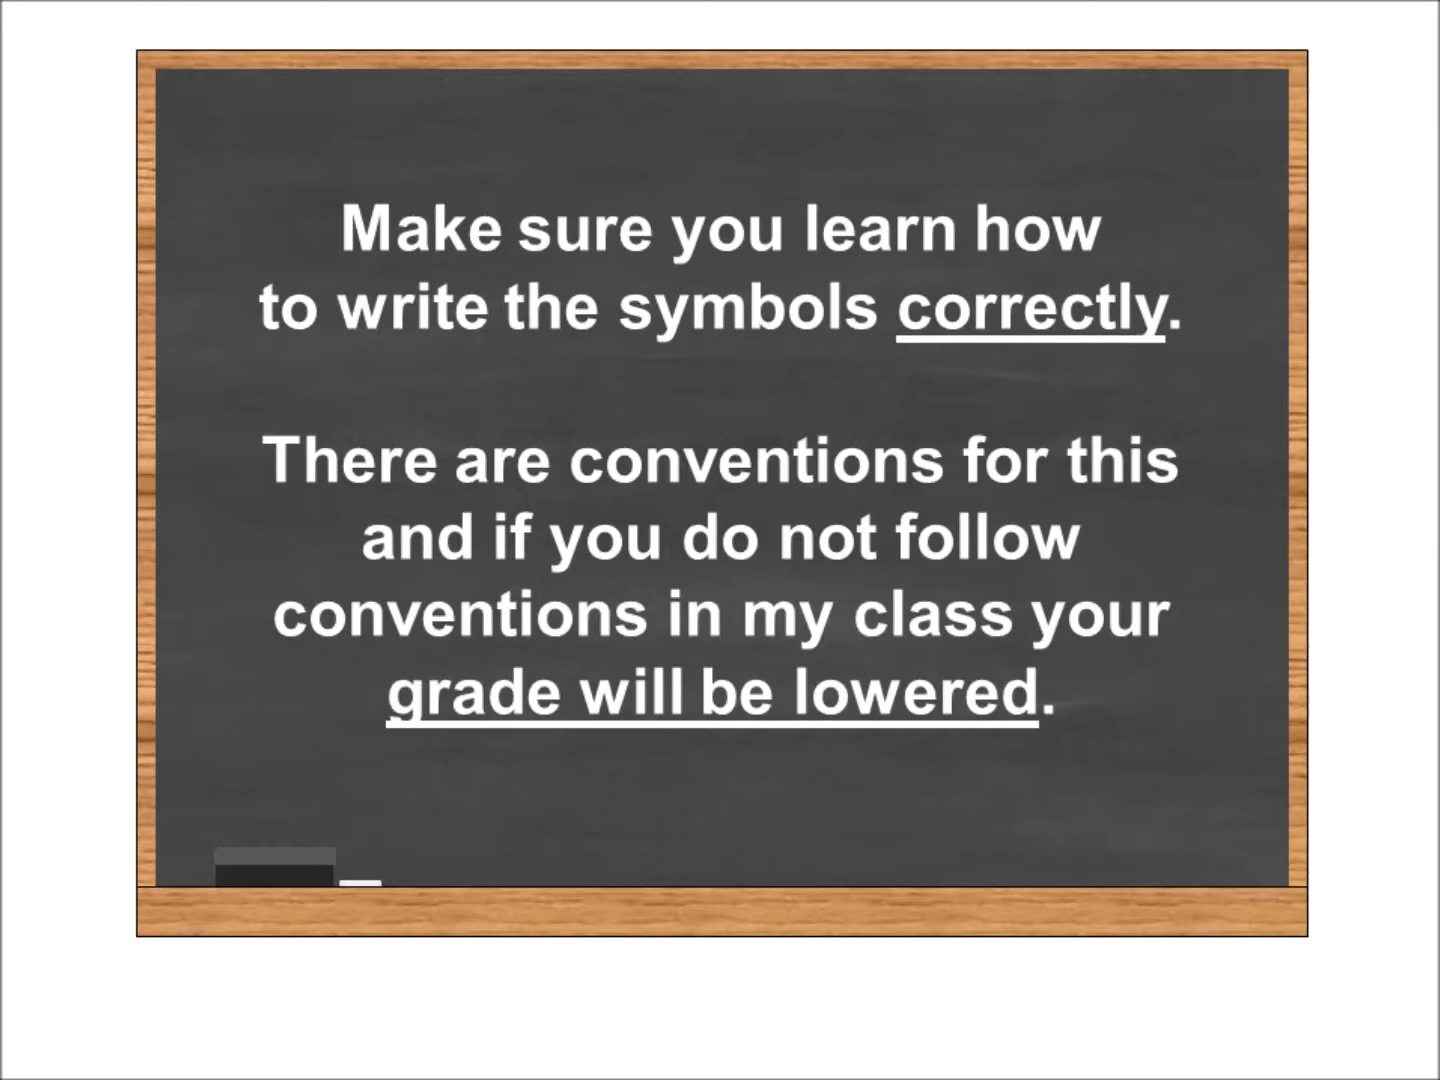 Make sure you learn how
to write the symbols correctly.
There are conventions for this
and if you do not follow
conventions in my class your
grade will be lowered.